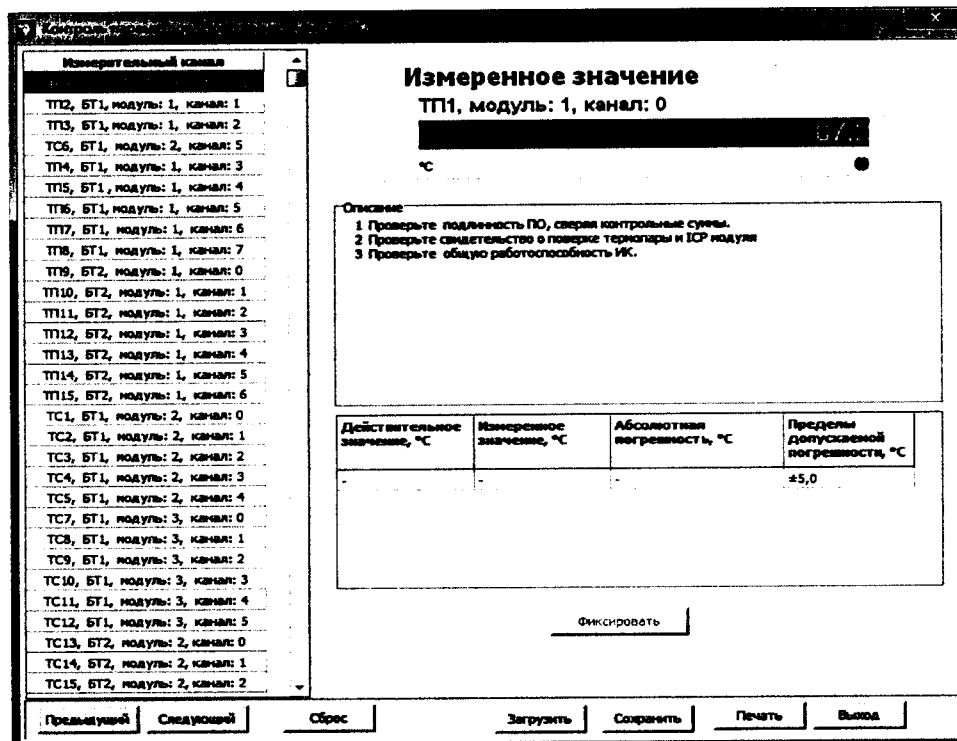 Измерительный канал
ТП2, БТ1, модуль: 1, канал: 1
ТП3, БТ1, модуль: 1, канал: 2
ТС6, БТ1, модуль: 2, канал: 5
ТП4, БТ1, модуль: 1, канал: 3
ТП5, БТ1, модуль: 1, канал: 4
ТП6, БТ1, модуль: 1, канал: 5
ТП7, БТ1, модуль: 1, канал: 6
ТП8, БТ1, модуль: 1, канал: 7
ТП9, БТ2, модуль: 1, канал: 0
ТП10, БТ2, модуль: 1, канал: 1
ТП11, БТ2, модуль: 1, канал: 2
ТП12, БТ2, модуль: 1, канал: 3
ТП13, БТ2, модуль: 1, канал: 4
ТП14, БТ2, модуль: 1, канал: 5
ТП15, БТ2, модуль: 1, канал: 6
ТС1, БТ1, модуль: 2, канал: 0
ТС2, БТ1, модуль: 2, канал: 1
ТС3, БТ1, модуль: 2, канал: 2
ТС4, БТ1, модуль: 2, канал: 3
ТС5, БТ1, модуль: 2, канал: 4
ТС7, БТ1, модуль: 3, канал: 0
ТС8, БТ1, модуль: 3, канал: 1
ТС9, БТ1, модуль: 3, канал: 2
ТС10, БТ1, модуль: 3, канал: 3
ТС11, БТ1, модуль: 3, канал: 4
ТС12, БТ1, модуль: 3, канал: 5
ТС13, БТ2, модуль: 2, канал: 0
ТС14, БТ2, модуль: 2, канал: 1
ТС15, БТ2, модуль: 2, канал: 2
Измеренное значение
ТП1, модуль: 1, канал: 0
°С
Описание
1 Проверьте подлинность ПО, сверяя контрольные суммы.
2 Проверьте свидетельство о поверке термопары и ICP модуля
3 Проверьте общую работоспособность ИК.
Действительное значение, °С
Измеренное значение, °С
Абсолютная погрешность, °С
Пределы допускаемой погрешности, °С
- - - ±5,0
Фиксировать
Предыдущий Следующий Сброс Загрузить Сохранить Печать Выход